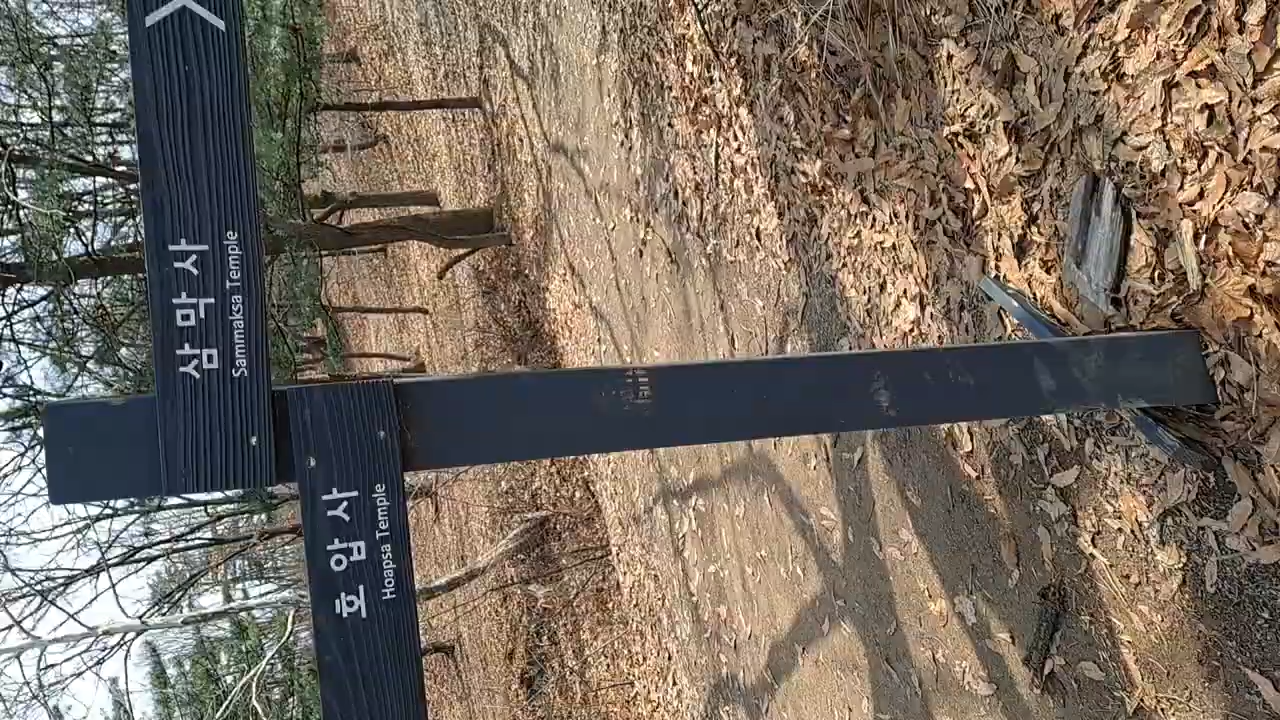 삼막사
Sammaksa Temple
호암사
Hoapsa Temple